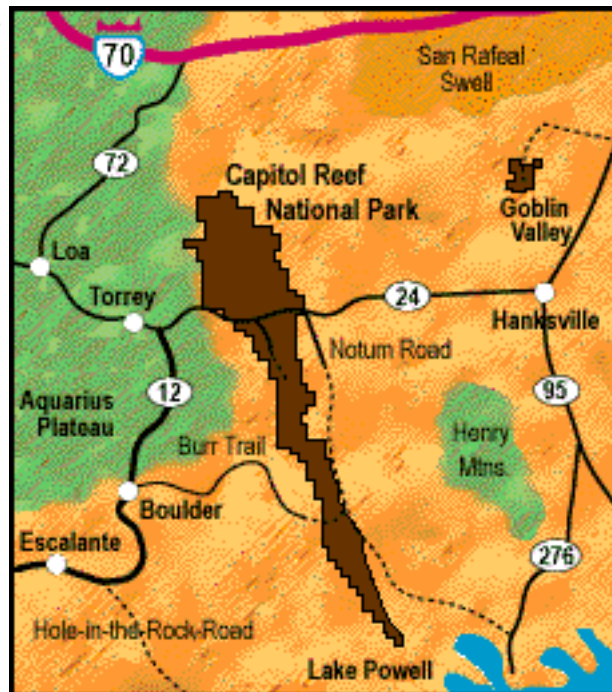 70
San Rafeal
Swell
72
Capitol Reef
National Park
Goblin
Valley
Loa
Torrey
24
Hanksville
Notum Road
12
95
Aquarius
Plateau
Henry
Mtns.
Burr Trail
Boulder
Escalante
276
Hole-in-the-Rock-Road
Lake Powell